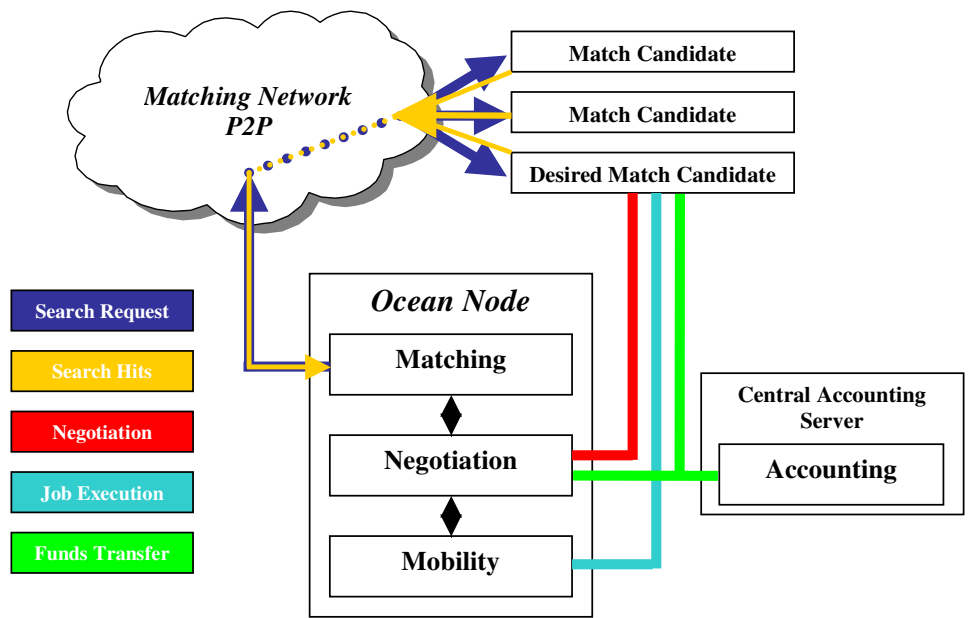 Match Candidate
Matching Network
P2P
Match Candidate
Desired Match Candidate
Search Request
Search Hits
Negotiation
Job Execution
Funds Transfer
Ocean Node
Matching
Negotiation
Mobility
Central Accounting
Server
Accounting